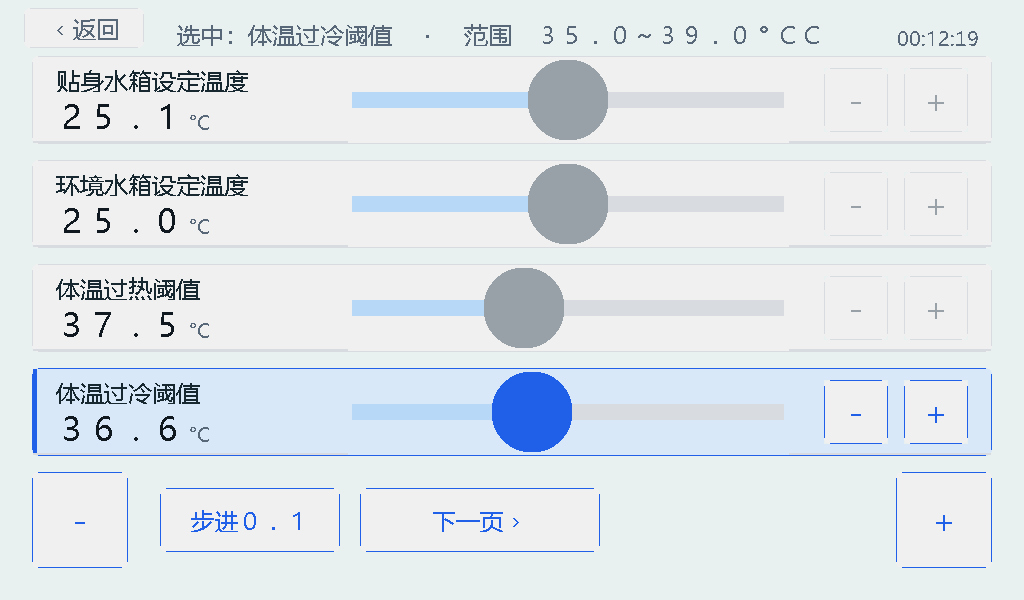 ‹ 返回
选中: 体温过冷阈值 · 范围 35.0~39.0°CC
00:12:19
贴身水箱设定温度
25.1 ℃
- +
环境水箱设定温度
25.0 ℃
- +
体温过热阈值
37.5 ℃
- +
体温过冷阈值
36.6 ℃
- +
- 步进0.1 下一页 › +